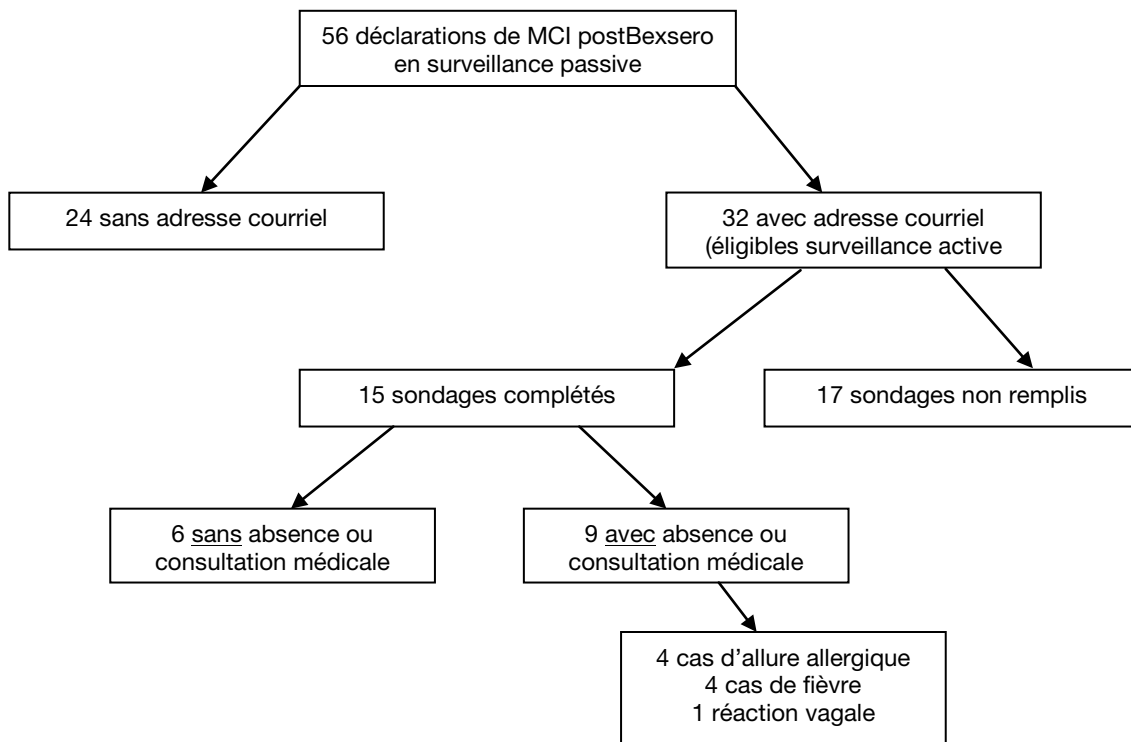 56 déclarations de MCI postBexsero
en surveillance passive
24 sans adresse courriel
32 avec adresse courriel
(éligibles surveillance active
15 sondages complétés
17 sondages non remplis
6 sans absence ou
consultation médicale
9 avec absence ou
consultation médicale
4 cas d’allure allergique
4 cas de fièvre
1 réaction vagale